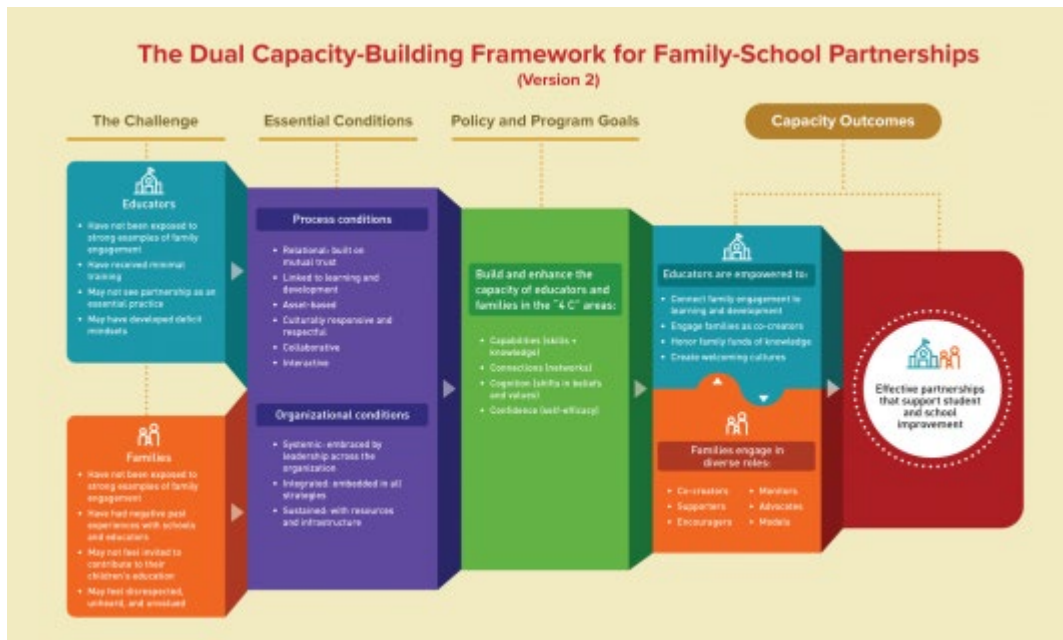 The Dual Capacity-Building Framework for Family-School Partnerships
(Version 2)
The Challenge
Essential Conditions
Policy and Program Goals
Capacity Outcomes
Educators
• Have not been exposed to
strong examples of family
engagement
• Have received minimal
training
• May not see partnership as an
essential practice
• May have developed deficit
mindsets
Families
• Have not been exposed to
strong examples of family
engagement
• Have had negative past
experiences with schools
and educators
• May not feel invited to
contribute to their
children's education
• May feel disrespected,
unheard, and unvalued
Process conditions
• Relational: built on
mutual trust
• Linked to learning and
development
• Asset-based
• Culturally responsive and
respectful
• Collaborative
• Interactive
Organizational conditions
• Systemic: embraced by
leadership across the
organization
• Integrated: embedded in all
strategies
• Sustained: with resources
and infrastructure
Build and enhance the
capacity of educators and
families in the "4 C" areas:
• Capabilities (skills +
knowledge)
• Connections (networks)
• Cognition (shifts in beliefs
and values)
• Confidence (self-efficacy)
Educators are empowered to:
• Connect family engagement to
learning and development
• Engage families as co-creators
• Honor family funds of knowledge
• Create welcoming cultures
Families engage in
diverse roles:
• Co-creators
• Supporters
• Encouragers
• Monitors
• Advocates
• Models
Effective partnerships
that support student
and school
improvement